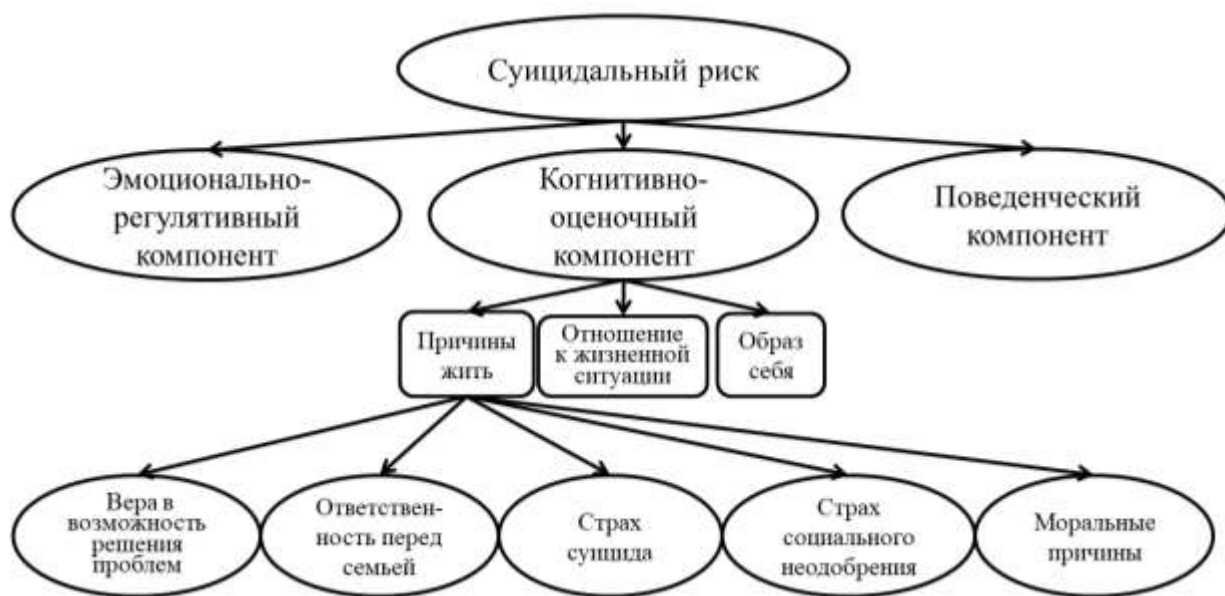 Суицидальный риск
Эмоционально-
регулятивный
компонент
Когнитивно-
оценочный
компонент
Поведенческий
компонент
Причины
жить
Отношение
к жизненной
ситуации
Образ
себя
Вера в
возможность
решения
проблем
Ответствен-
ность перед
семьей
Страх
суицида
Страх
социального
неодобрения
Моральные
причины